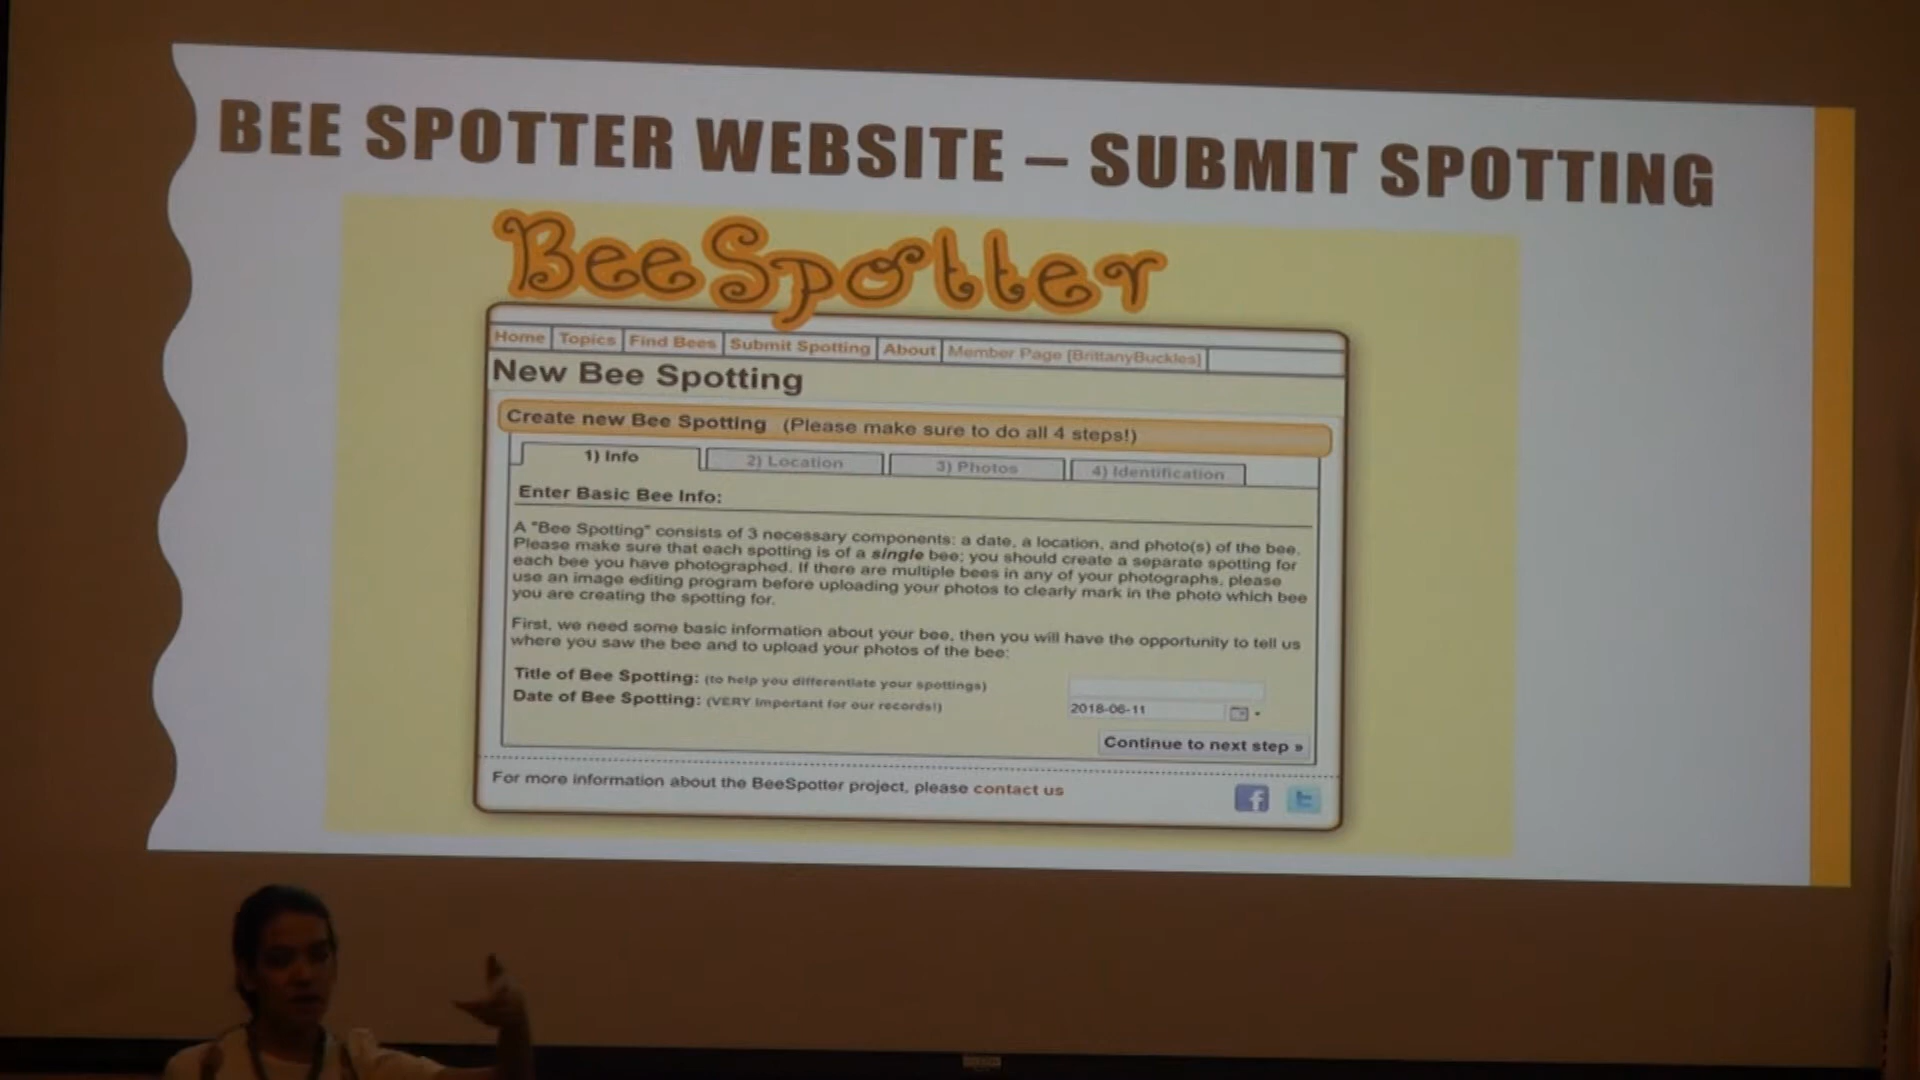 BEE SPOTTER WEBSITE – SUBMIT SPOTTING
BeeSpotter
Home Topics Find Bees Submit Spotting About Member Page [BrittanyBuckles]
New Bee Spotting
Create new Bee Spotting (Please make sure to do all 4 steps!)
1) Info 2) Location 3) Photos 4) Identification
Enter Basic Bee Info:
A "Bee Spotting" consists of 3 necessary components: a date, a location, and photo(s) of the bee.
Please make sure that each spotting is of a single bee; you should create a separate spotting for
each bee you have photographed. If there are multiple bees in any of your photographs, please
use an image editing program before uploading your photos to clearly mark in the photo which bee
you are creating the spotting for.
First, we need some basic information about your bee, then you will have the opportunity to tell us
where you saw the bee and to upload your photos of the bee:
Title of Bee Spotting: (to help you differentiate your spottings)
Date of Bee Spotting: (VERY important for our records!) 2018-06-11
Continue to next step »
For more information about the BeeSpotter project, please contact us
f t